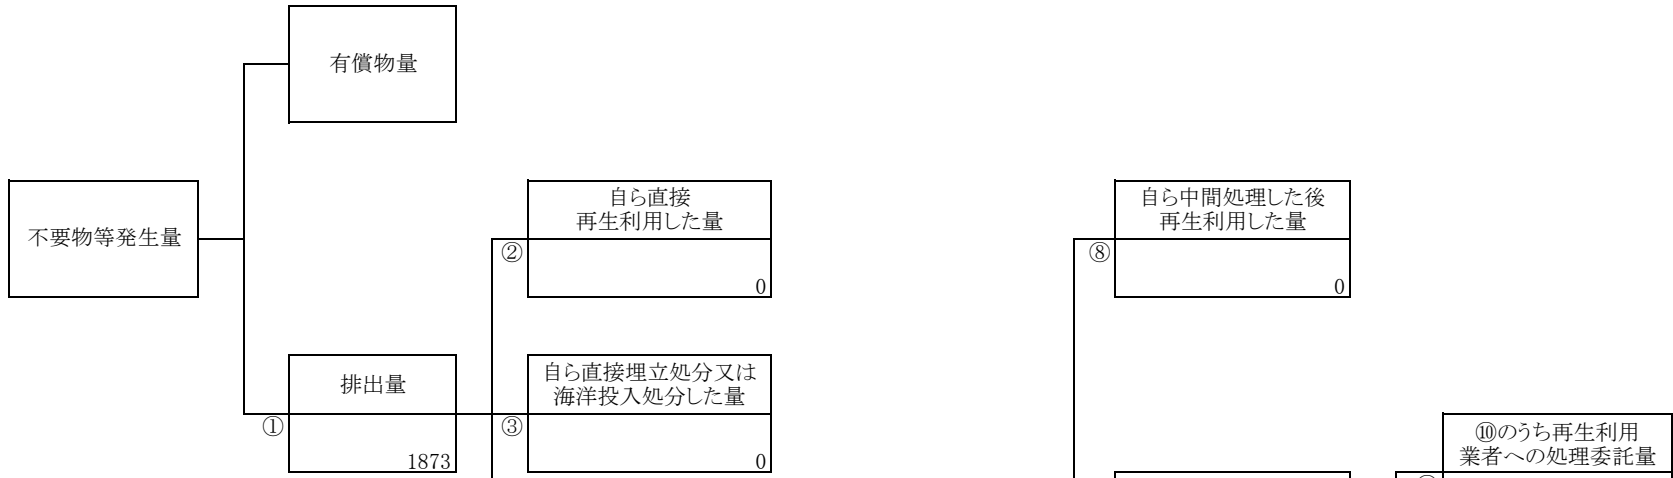 有償物量
不要物等発生量
自ら直接
再生利用した量
②
0
自ら中間処理した後
再生利用した量
⑧
0
排出量
①
1873
自ら直接埋立処分又は
海洋投入処分した量
③
0
⑩のうち再生利用
業者への処理委託量